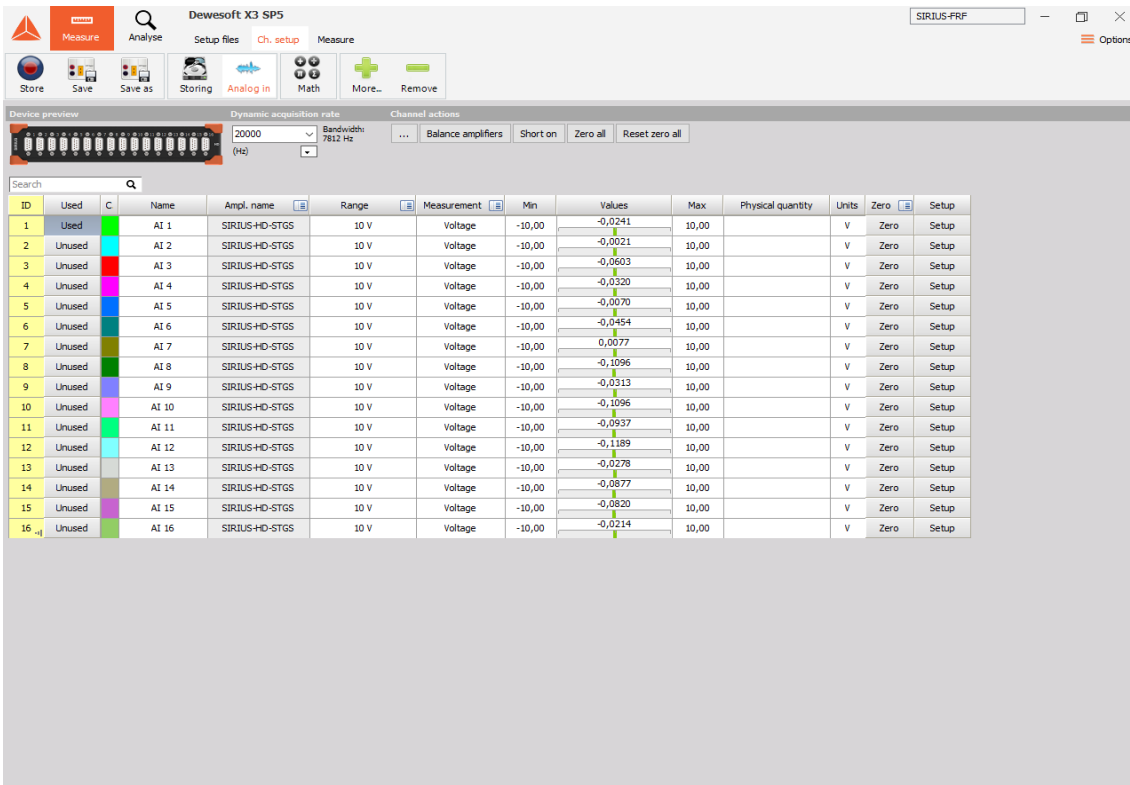 Dewesoft X3 SP5
SIRIUS-FRF
Measure
Analyse
Setup files Ch. setup Measure
Options
Store Save Save as Storing Analog in Math More... Remove
Device preview Dynamic acquisition rate Channel actions
20000 Bandwidth: ... Balance amplifiers Short on Zero all Reset zero all
7812 Hz
(Hz)
Search
ID Used C Name Ampl. name Range Measurement Min Values Max Physical quantity Units Zero Setup
1 Used AI 1 SIRIUS-HD-STGS 10 V Voltage -10,00 -0,0241 10,00 V Zero Setup
2 Unused AI 2 SIRIUS-HD-STGS 10 V Voltage -10,00 -0,0021 10,00 V Zero Setup
3 Unused AI 3 SIRIUS-HD-STGS 10 V Voltage -10,00 -0,0603 10,00 V Zero Setup
4 Unused AI 4 SIRIUS-HD-STGS 10 V Voltage -10,00 -0,0320 10,00 V Zero Setup
5 Unused AI 5 SIRIUS-HD-STGS 10 V Voltage -10,00 -0,0070 10,00 V Zero Setup
6 Unused AI 6 SIRIUS-HD-STGS 10 V Voltage -10,00 -0,0454 10,00 V Zero Setup
7 Unused AI 7 SIRIUS-HD-STGS 10 V Voltage -10,00 0,0077 10,00 V Zero Setup
8 Unused AI 8 SIRIUS-HD-STGS 10 V Voltage -10,00 -0,1096 10,00 V Zero Setup
9 Unused AI 9 SIRIUS-HD-STGS 10 V Voltage -10,00 -0,0313 10,00 V Zero Setup
10 Unused AI 10 SIRIUS-HD-STGS 10 V Voltage -10,00 -0,1096 10,00 V Zero Setup
11 Unused AI 11 SIRIUS-HD-STGS 10 V Voltage -10,00 -0,0937 10,00 V Zero Setup
12 Unused AI 12 SIRIUS-HD-STGS 10 V Voltage -10,00 -0,1189 10,00 V Zero Setup
13 Unused AI 13 SIRIUS-HD-STGS 10 V Voltage -10,00 -0,0278 10,00 V Zero Setup
14 Unused AI 14 SIRIUS-HD-STGS 10 V Voltage -10,00 -0,0877 10,00 V Zero Setup
15 Unused AI 15 SIRIUS-HD-STGS 10 V Voltage -10,00 -0,0820 10,00 V Zero Setup
16 Unused AI 16 SIRIUS-HD-STGS 10 V Voltage -10,00 -0,0214 10,00 V Zero Setup